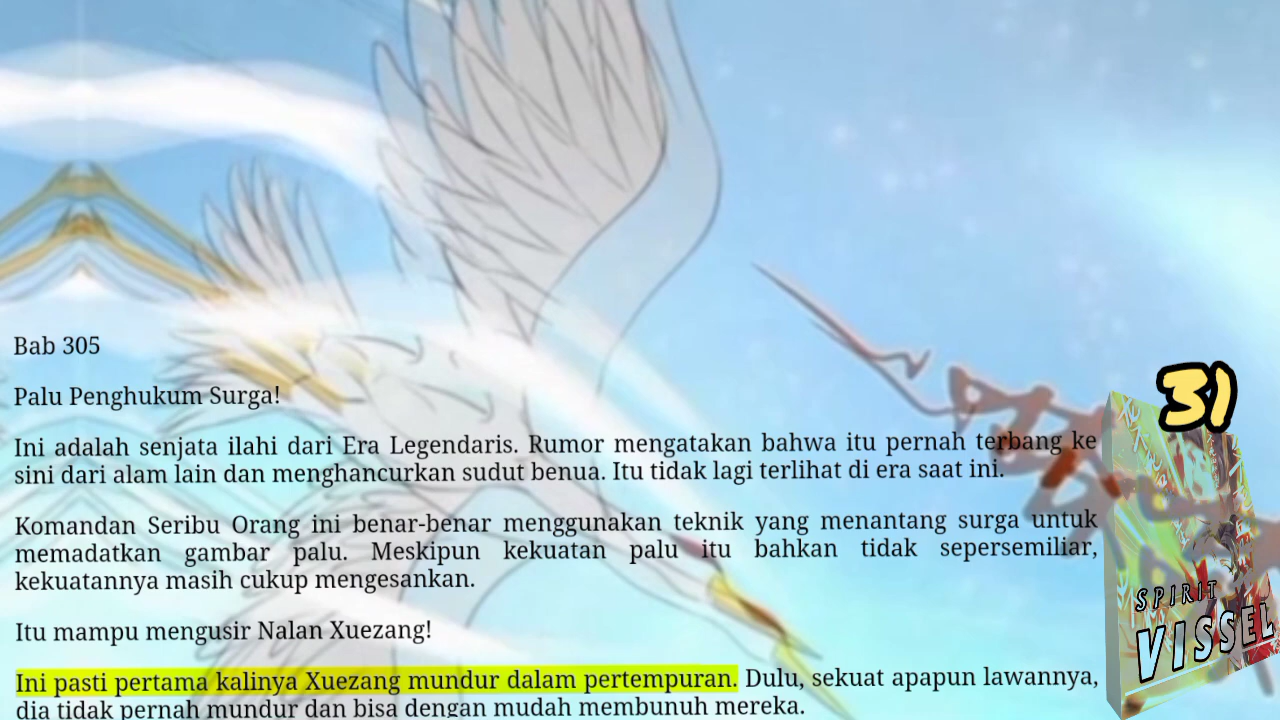 Bab 305
Palu Penghukum Surga!
Ini adalah senjata ilahi dari Era Legendaris. Rumor mengatakan bahwa itu pernah terbang ke
sini dari alam lain dan menghancurkan sudut benua. Itu tidak lagi terlihat di era saat ini.
Komandan Seribu Orang ini benar-benar menggunakan teknik yang menantang surga untuk
memadatkan gambar palu. Meskipun kekuatan palu itu bahkan tidak sepersemiliar,
kekuatannya masih cukup mengesankan.
Itu mampu mengusir Nalan Xuezang!
Ini pasti pertama kalinya Xuezang mundur dalam pertempuran. Dulu, sekuat apapun lawannya,
dia tidak pernah mundur dan bisa dengan mudah membunuh mereka.
31
SPIRIT
VISSEL